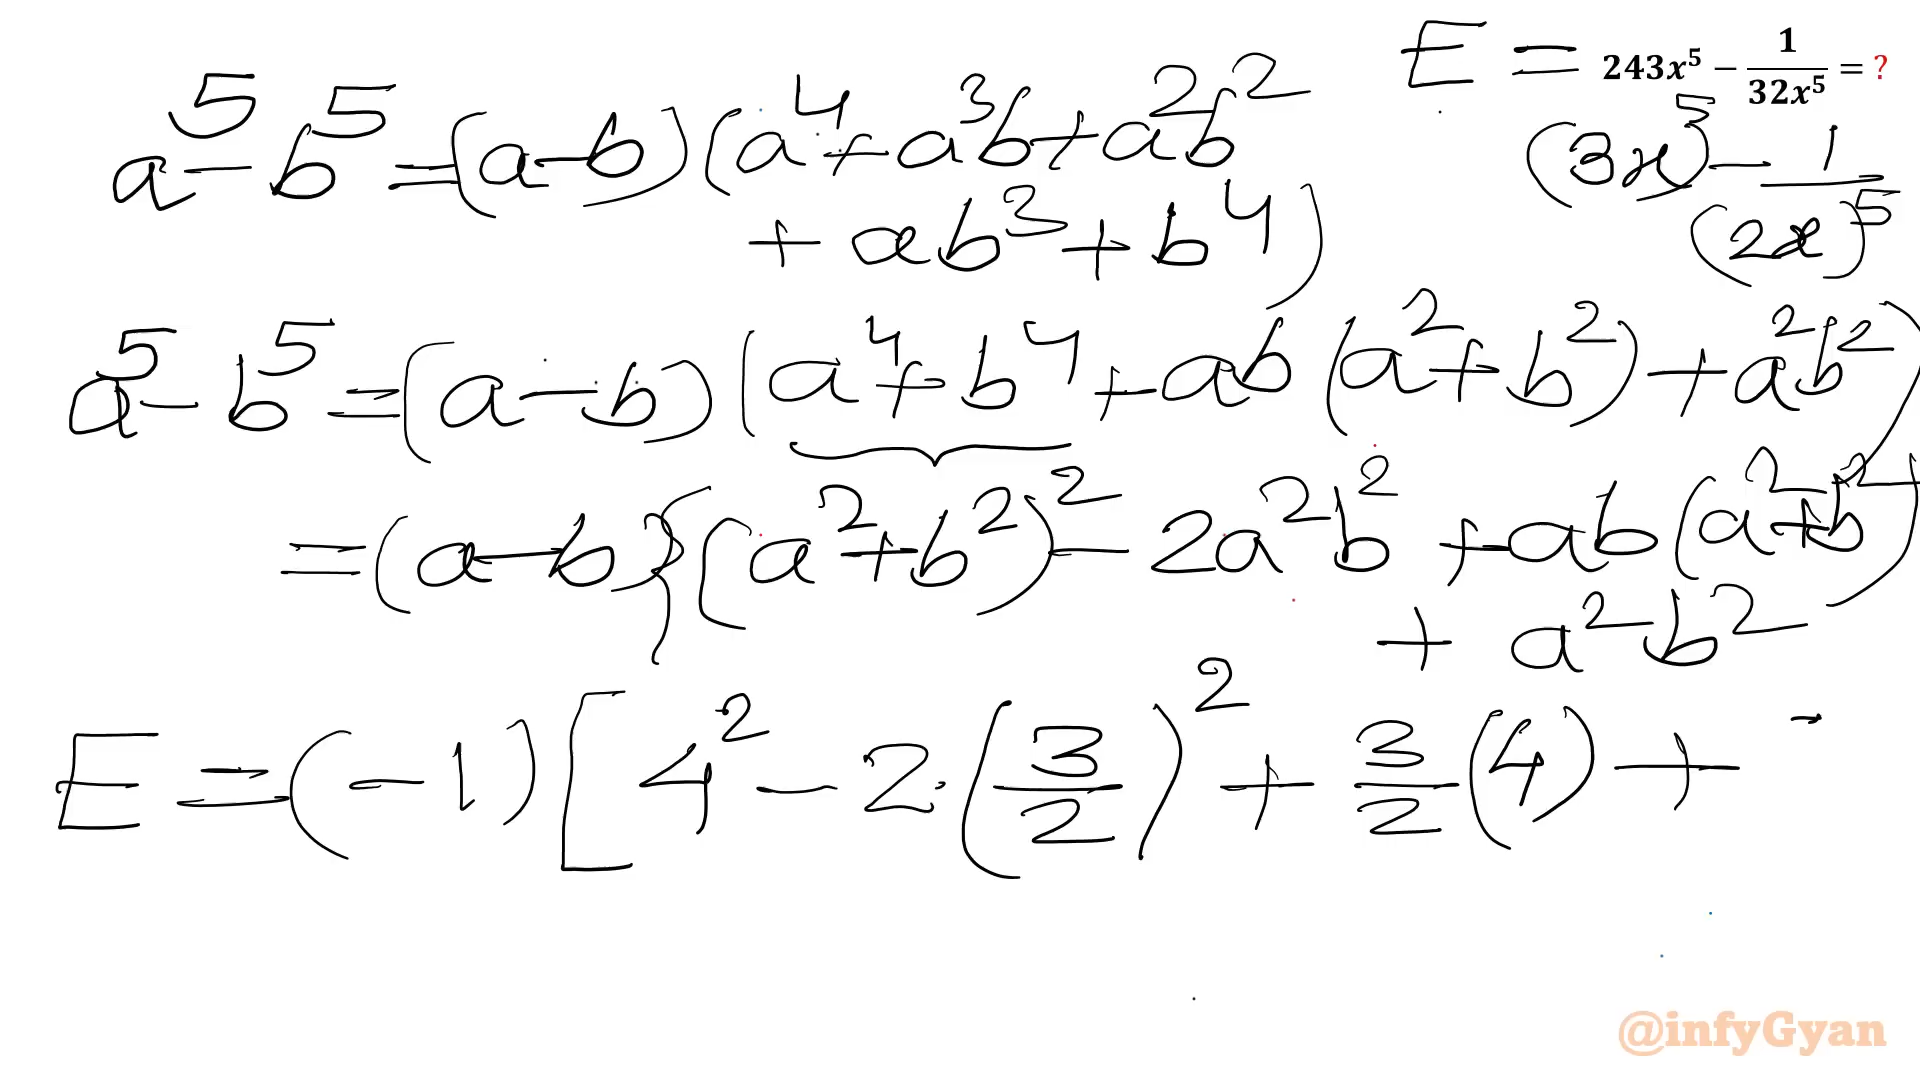 E = 243x⁵ − 1/(32x⁵) = ?
(3x)⁵ − 1/(2x)⁵
a⁵ − b⁵ = (a−b)(a⁴ + a³b + a²b²
+ ab³ + b⁴)
a⁵ − b⁵ = (a−b)(a⁴ + b⁴ + ab(a² + b²) + a²b²)
= (a−b){(a² + b²)² − 2a²b² + ab(a² + b²)
+ a²b²
E = (−1)[4² − 2·(3/2)² + 3/2(4) +
@infyGyan